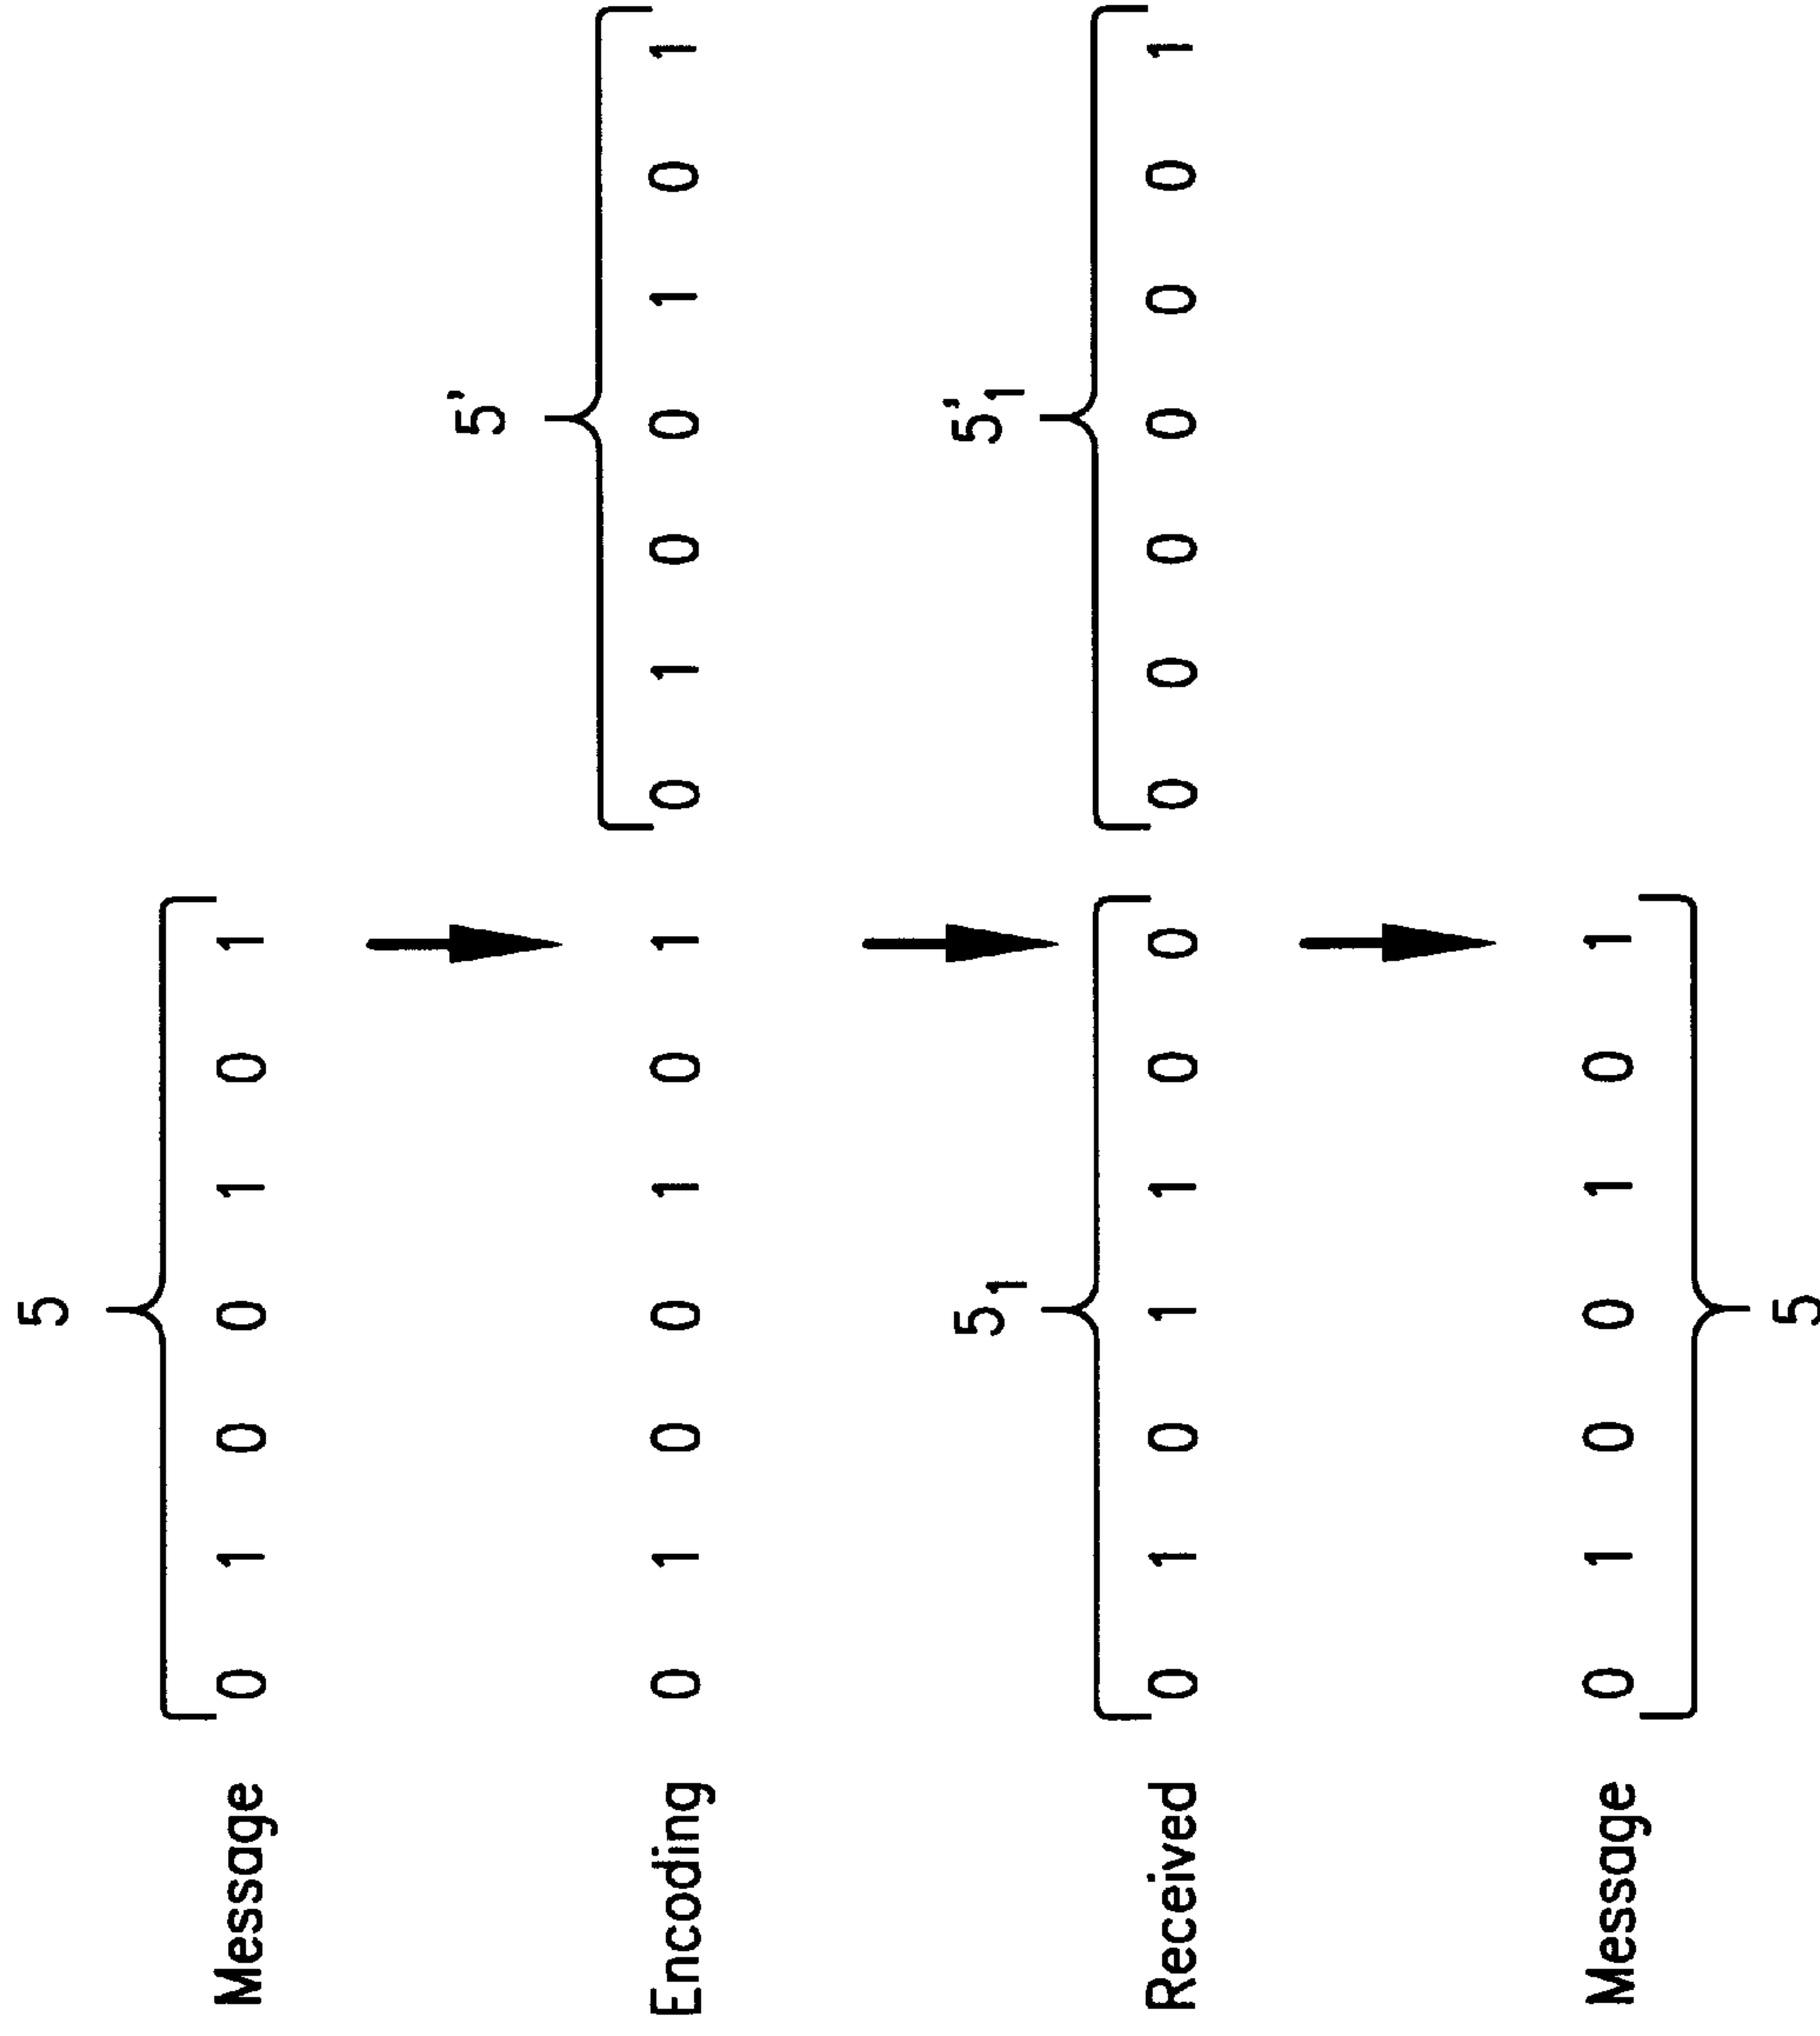 5
Message 0 1 0 0 1 0 1
5'
Encoding 0 1 0 0 1 0 1 0 1 0 0 1 0 1
5₁ 5'₁
Received 0 1 0 1 1 0 0 0 0 0 0 0 0 1
Message 0 1 0 0 1 0 1
5